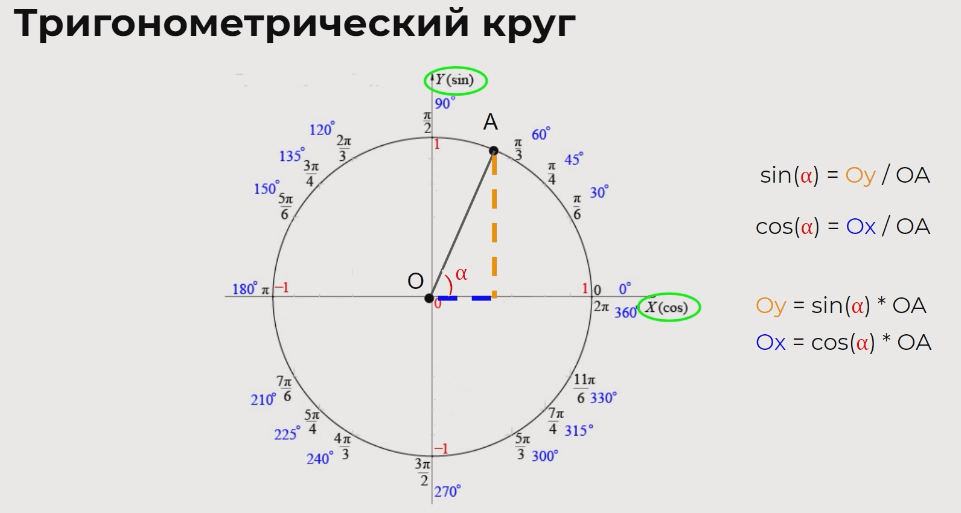 Тригонометрический круг
Y(sin)
90°
π/2
1
A
120°
2π/3
π/3
60°
135°
3π/4
π/4
45°
150°
5π/6
π/6
30°
sin(α) = Oy / OA
cos(α) = Ox / OA
O
α
180° π -1
0
1 0 0°
2π 360° X(cos)
Oy = sin(α) * OA
Ox = cos(α) * OA
7π/6
210°
11π/6
330°
5π/4
225°
7π/4
315°
4π/3
240°
5π/3
300°
-1
3π/2
270°